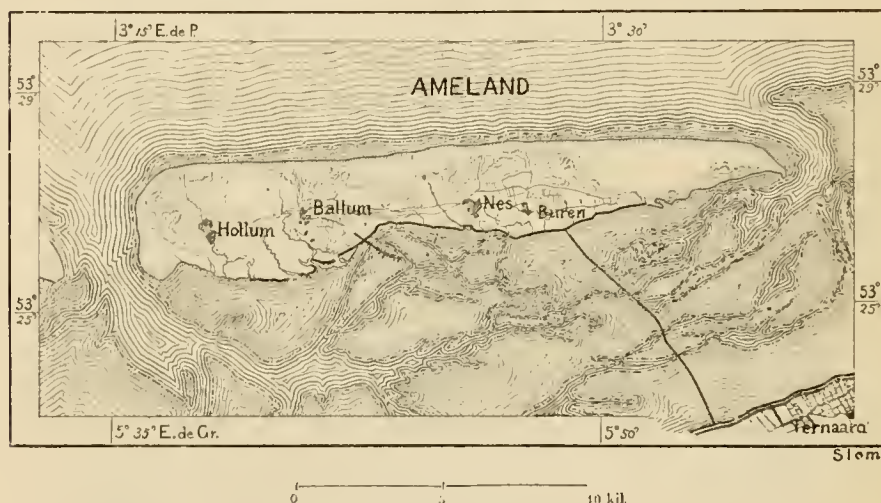 3° 15' E. de P.
3° 30'
AMELAND
53°
29'
53°
29'
Nes
Ballum
Buren
Hollum
53°
25'
53°
25'
5° 35' E. de Gr.
5° 50'
Ternaard
Slom
0
5
10 kil.